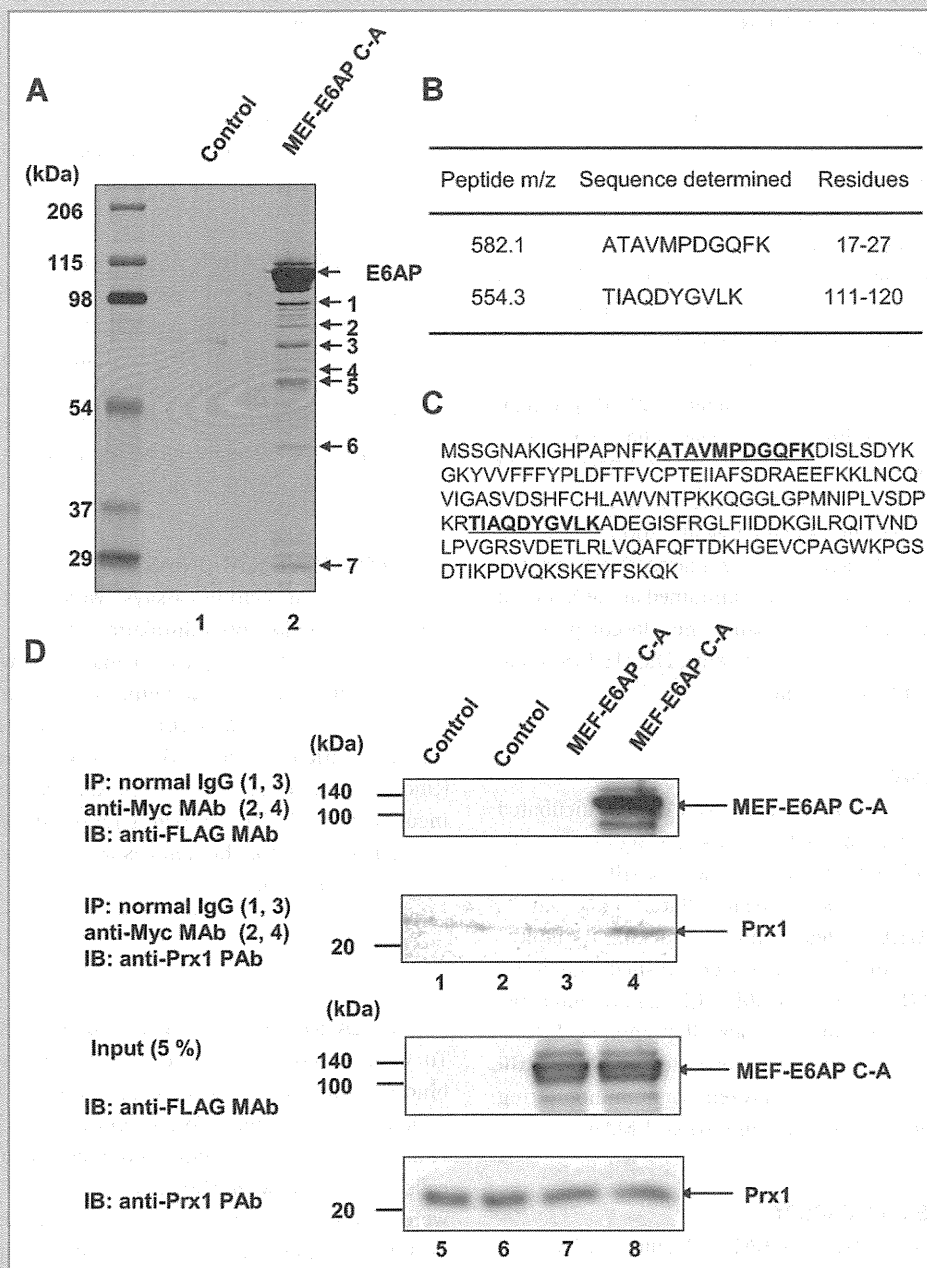 A
Control
MEF-E6AP C-A
(kDa)
206
115
98
54
37
29
E6AP
1
2
3
4
5
6
7
1 2
B
Peptide m/z Sequence determined Residues
582.1 ATAVMPDGQFK 17-27
554.3 TIAQDYGVLK 111-120
C
MSSGNAKIGHPAPNFKATAVMPDGQFKDISLSDYK
GKYVVFFFYPLDFTFVCPTEIIAFSDRAEEFKKLNCQ
VIGASVDSHFCHLAWVNTPKKQGGLGPMNIPLVSDP
KRTIAQDYGVLKADEGISFRGLFIIDDKGILRQITVND
LPVGRSVDETLRLVQAFQFTDKHGEVCPAGWKPGS
DTIKPDVQKSKEYFSKQK
D
Control
Control
MEF-E6AP C-A
MEF-E6AP C-A
(kDa)
IP: normal IgG (1, 3)
anti-Myc MAb (2, 4)
IB: anti-FLAG MAb
140
100
MEF-E6AP C-A
IP: normal IgG (1, 3)
anti-Myc MAb (2, 4)
IB: anti-Prx1 PAb
20
Prx1
1 2 3 4
(kDa)
Input (5 %)
IB: anti-FLAG MAb
140
100
MEF-E6AP C-A
IB: anti-Prx1 PAb
20
Prx1
5 6 7 8